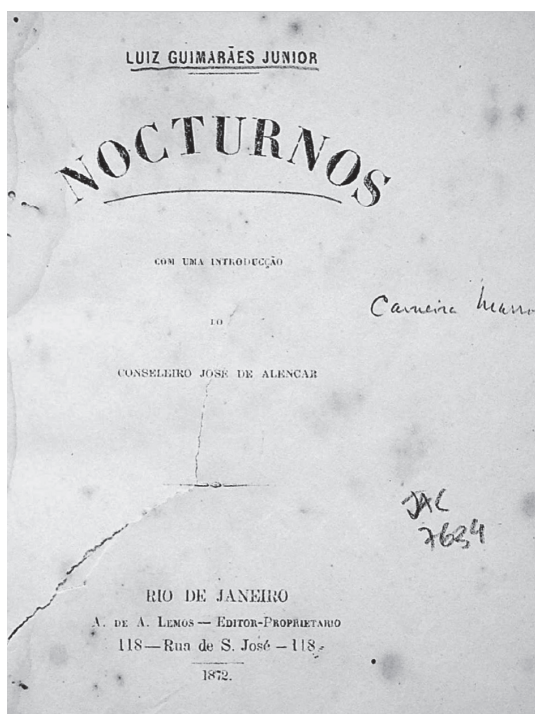 LUIZ GUIMARÃES JUNIOR
NOCTURNOS
COM UMA INTRODUCÇÃO
DO
CONSELHEIRO JOSÉ DE ALENCAR
Carneira
JAC
7634
RIO DE JANEIRO
A. DE A. LEMOS — EDITOR-PROPRIETARIO
118—Rua de S. José—118
1872.